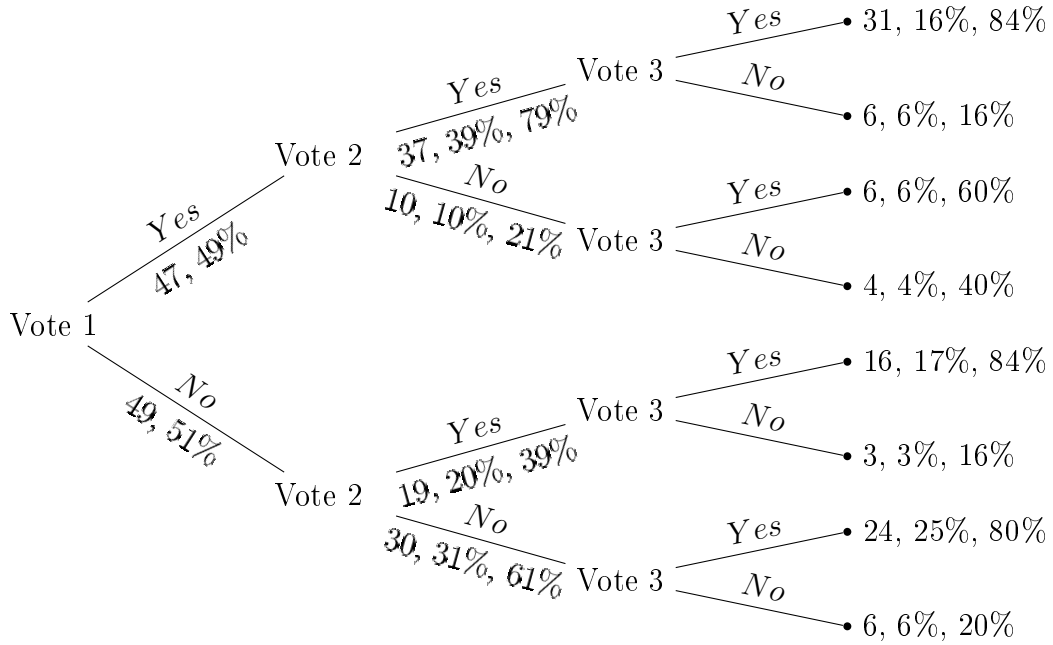 Yes
31, 16%, 84%
Vote 3
No
Yes
6, 6%, 16%
37, 39%, 79%
Vote 2
No
Yes
6, 6%, 60%
10, 10%, 21%
Vote 3
Yes
No
47, 49%
4, 4%, 40%
Vote 1
Yes
16, 17%, 84%
No
Vote 3
49, 51%
Yes
No
3, 3%, 16%
19, 20%, 39%
Vote 2
No
Yes
24, 25%, 80%
30, 31%, 61%
Vote 3
No
6, 6%, 20%